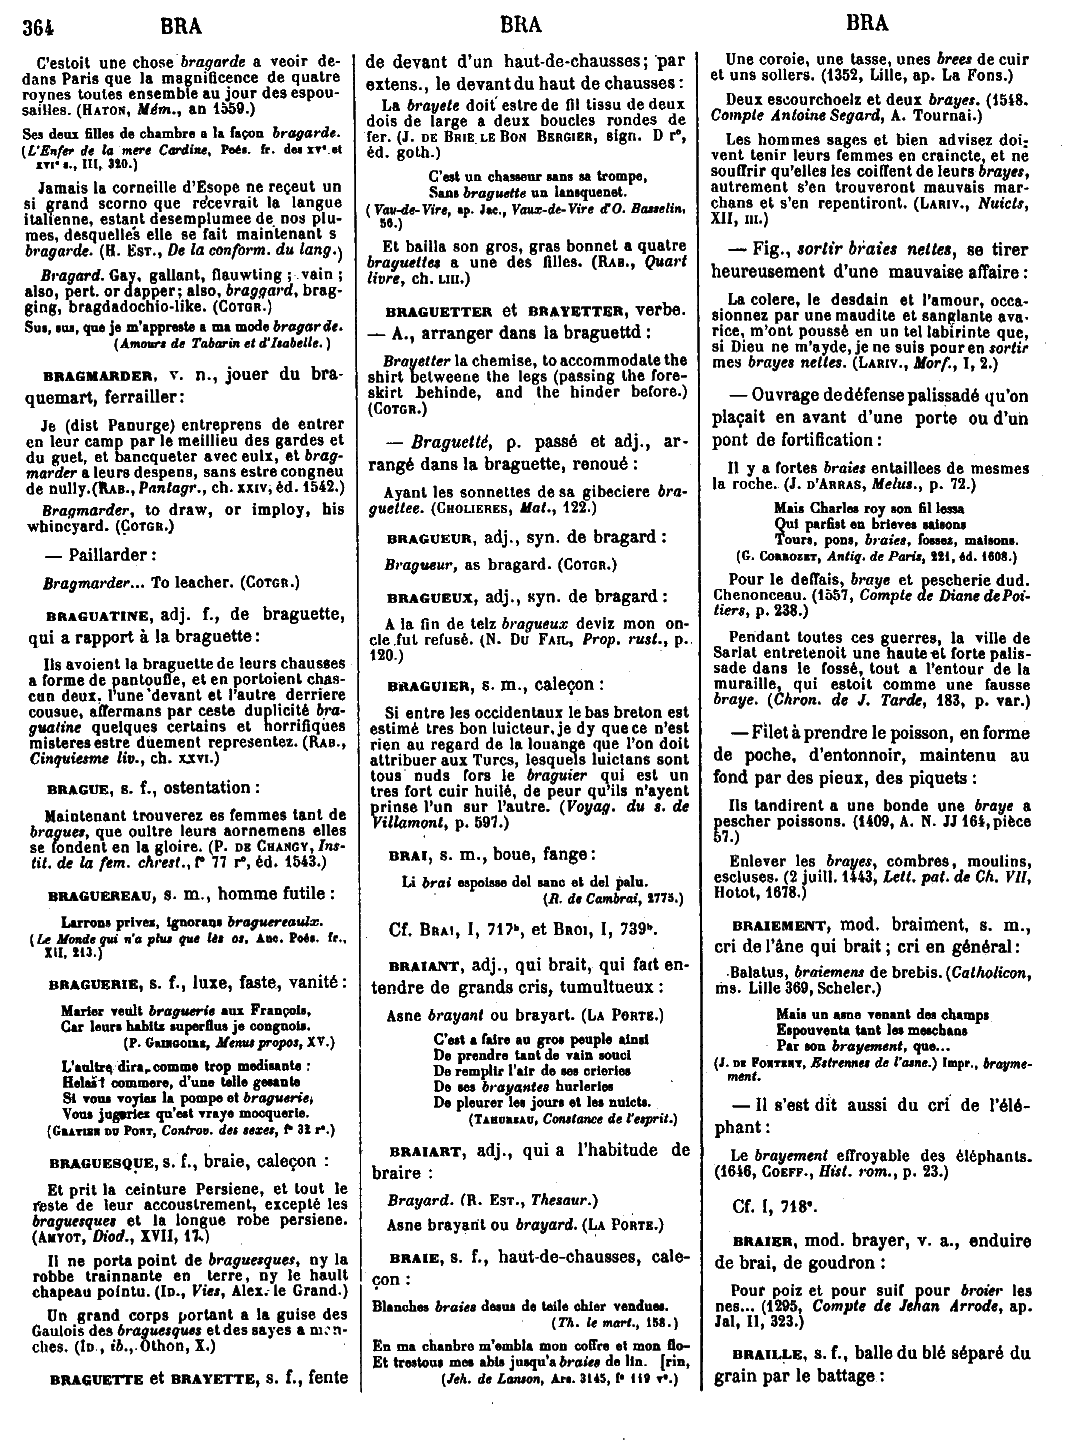 364 BRA BRA BRA
C'estoit une chose bragarde a veoir de-
dans Paris que la magnificence de quatre
roynes toutes ensemble au jour des espou-
sailles. (HATON, Mém., an 1559.)
Ses deux filles de chambre a la façon bragarde.
(L'Enfer de la mere Cardine, Poés. fr. des XVe et
XVIe s., III, 320.)
Jamais la corneille d'Esope ne reçeut un
si grand scorno que récevrait la langue
italienne, estant desemplumee de nos plu-
mes, desquelles elle se fait maintenant s
bragarde. (H. EST., De la conform. du lang.)
Bragard. Gay, gallant, flauwting ; vain ;
also, pert. or dapper; also, braggard, brag-
ging, bragdadochio-like. (COTGR.)
Sus, sus, que je m'appreste a ma mode bragarde.
(Amours de Tabarin et d'Isabelle.)
BRAGMARDER, v. n., jouer du bra-
quemart, ferrailler :
Je (dist Panurge) entreprens de entrer
en leur camp par le meillieu des gardes et
du guet, et bancqueter avec eulx, et brag-
marder a leurs despens, sans estre congneu
de nully. (RAB., Pantagr., ch. XXIV, éd. 1542.)
Bragmarder, to draw, or imploy, his
whincyard. (COTGR.)
— Paillarder :
Bragmarder... To leacher. (COTGR.)
BRAGUATINE, adj. f., de braguette,
qui a rapport à la braguette :
Ils avoient la braguette de leurs chausses
a forme de pantoufle, et en portoient chas-
cun deux, l'une devant et l'autre derriere
cousue, affermans par ceste duplicité bra-
guatine quelques certains et horrifiques
misteres estre duement representez. (RAB.,
Cinquiesme liv., ch. XXVI.)
BRAGUE, s. f., ostentation :
Maintenant trouverez es femmes tant de
bragues, que oultre leurs aornemens elles
se fondent en la gloire. (P. DE CHANGY, Ins-
tit. de la fem. chrest., f° 77 r°, éd. 1543.)
BRAGUEREAU, s. m., homme futile :
Larrons privez, ignorans braguereaulx.
(Le Monde qui n'a plus que les os, Anc. Poés. fr.,
XII, 213.)
BRAGUERIE, s. f., luxe, faste, vanité :
Marier veult braguerie aux François,
Car leurs habitz superflus je congnois.
(P. GRINGOIRE, Menus propos, XV.)
L'aultre dira, comme trop medisante :
Helas! commere, d'une telle gesante
Si vous voyiez la pompe et braguerie,
Vous jugeriez qu'est vraye mocquerie.
(GRATIEN DU PONT, Controv. des sexes, f° 32 r°.)
BRAGUESQUE, s. f., braie, caleçon :
Et prit la ceinture Persiene, et tout le
reste de leur accoustrement, excepté les
braguesques et la longue robe persiene.
(AMYOT, Diod., XVII, 17.)
Il ne porta point de braguesques, ny la
robbe trainnante en terre, ny le hault
chapeau pointu. (ID., Vies, Alex. le Grand.)
Un grand corps portant a la guise des
Gaulois des braguesques et des sayes a man-
ches. (ID., ib., Othon, X.)
BRAGUETTE et BRAYETTE, s. f., fente
de devant d'un haut-de-chausses; par
extens., le devant du haut de chausses :
La brayete doit estre de fil tissu de deux
dois de large a deux boucles rondes de
fer. (J. DE BRIE LE BON BERGIER, sign. D r°,
éd. goth.)
C'est un chasseur sans sa trompe,
Sans braguette un lansquenet.
(Vau-de-Vire, ap. Jac., Vaux-de-Vire d'O. Basselin,
56.)
Et bailla son gros, gras bonnet a quatre
braguettes a une des filles. (RAB., Quart
livre, ch. LIII.)
BRAGUETTER et BRAYETTER, verbe.
— A., arranger dans la braguettd :
Brayetter la chemise, to accommodate the
shirt betweene the legs (passing the fore-
skirt behinde, and the hinder before.)
(COTGR.)
— Braguetté, p. passé et adj., ar-
rangé dans la braguette, renoué :
Ayant les sonnettes de sa gibeciere bra-
guettee. (CHOLIERES, Mat., 122.)
BRAGUEUR, adj., syn. de bragard :
Bragueur, as bragard. (COTGR.)
BRAGUEUX, adj., syn. de bragard :
A la fin de telz bragueux deviz mon on-
cle fut refusé. (N. DU FAIL, Prop. rust., p.
120.)
BRAGUIER, s. m., caleçon :
Si entre les occidentaux le bas breton est
estimé tres bon luicteur, je dy que ce n'est
rien au regard de la louange que l'on doit
attribuer aux Turcs, lesquels luictans sont
tous nuds fors le braguier qui est un
tres fort cuir huilé, de peur qu'ils n'ayent
prinse l'un sur l'autre. (Voyag. du s. de
Villamont, p. 597.)
BRAI, s. m., boue, fange :
Li brai espoisse del sanc et del palu.
(R. de Cambrai, 2775.)
Cf. BRAI, I, 717b, et BROI, I, 739b.
BRAIANT, adj., qui brait, qui fait en-
tendre de grands cris, tumultueux :
Asne brayant ou brayart. (LA PORTE.)
C'est a faire au gros peuple ainsi
De prendre tant de vain souci
De remplir l'air de ses crieries
De ses brayantes hurleries
De pleurer les jours et les nuicts.
(TAHUREAU, Constance de l'esprit.)
BRAIART, adj., qui a l'habitude de
braire :
Brayard. (R. EST., Thesaur.)
Asne brayant ou brayard. (LA PORTE.)
BRAIE, s. f., haut-de-chausses, cale-
çon :
Blanches braies desus de teile chier vendues.
(Th. le mart., 158.)
En ma chanbre m'embla mon coffre et mon flo-
Et trestous mes abis jusqu'a braies de lin. [rin,
(Jeh. de Lanson, Ars. 3145, f° 119 v°.)
Une coroie, une tasse, unes brees de cuir
et uns sollers. (1352, Lille, ap. La Fons.)
Deux escourchoelz et deux brayes. (1518.
Compte Antoine Segard, A. Tournai.)
Les hommes sages et bien advisez doi-
vent tenir leurs femmes en craincte, et ne
souffrir qu'elles les coiffent de leurs brayes,
autrement s'en trouveront mauvais mar-
chans et s'en repentiront. (LARIV., Nuicts,
XII, III.)
— Fig., sortir braies nettes, se tirer
heureusement d'une mauvaise affaire :
La colere, le desdain et l'amour, occa-
sionnez par une maudite et sanglante ava-
rice, m'ont poussé en un tel labirinte que,
si Dieu ne m'ayde, je ne suis pour en sortir
mes brayes nettes. (LARIV., Morf., I, 2.)
— Ouvrage de défense palissadé qu'on
plaçait en avant d'une porte ou d'un
pont de fortification :
Il y a fortes braies entaillees de mesmes
la roche. (J. D'ARRAS, Melus., p. 72.)
Mais Charles roy son fil lessa
Qui parfist en brieves saisons
Tours, pons, braies, fossez, maisons.
(G. CORROZET, Antiq. de Paris, 221, éd. 1608.)
Pour le deffais, braye et pescherie dud.
Chenonceau. (1557, Compte de Diane de Poi-
tiers, p. 238.)
Pendant toutes ces guerres, la ville de
Sarlat entretenoit une haute et forte palis-
sade dans le fossé, tout a l'entour de la
muraille, qui estoit comme une fausse
braye. (Chron. de J. Tarde, 183, p. var.)
— Filet à prendre le poisson, en forme
de poche, d'entonnoir, maintenu au
fond par des pieux, des piquets :
Ils tandirent a une bonde une braye a
pescher poissons. (1409, A. N. JJ 164, pièce
57.)
Enlever les brayes, combres, moulins,
escluses. (2 juill. 1443, Lett. pat. de Ch. VII,
Hotot, 1678.)
BRAIEMENT, mod. braiment, s. m.,
cri de l'âne qui brait ; cri en général :
Balatus, braiemens de brebis. (Catholicon,
ms. Lille 369, Scheler.)
Mais un asne venant des champs
Espouventa tant les meschans
Par son brayement, que...
(J. DE FONTENY, Estrennes de l'asne.) Impr., brayme-
ment.
— Il s'est dit aussi du cri de l'élé-
phant :
Le brayement effroyable des éléphants.
(1646, COEFF., Hist. rom., p. 23.)
Cf. I, 718a.
BRAIER, mod. brayer, v. a., enduire
de brai, de goudron :
Pour poiz et pour suif pour broier les
nes... (1295, Compte de Jehan Arrode, ap.
Jal, II, 323.)
BRAILLE, s. f., balle du blé séparé du
grain par le battage :